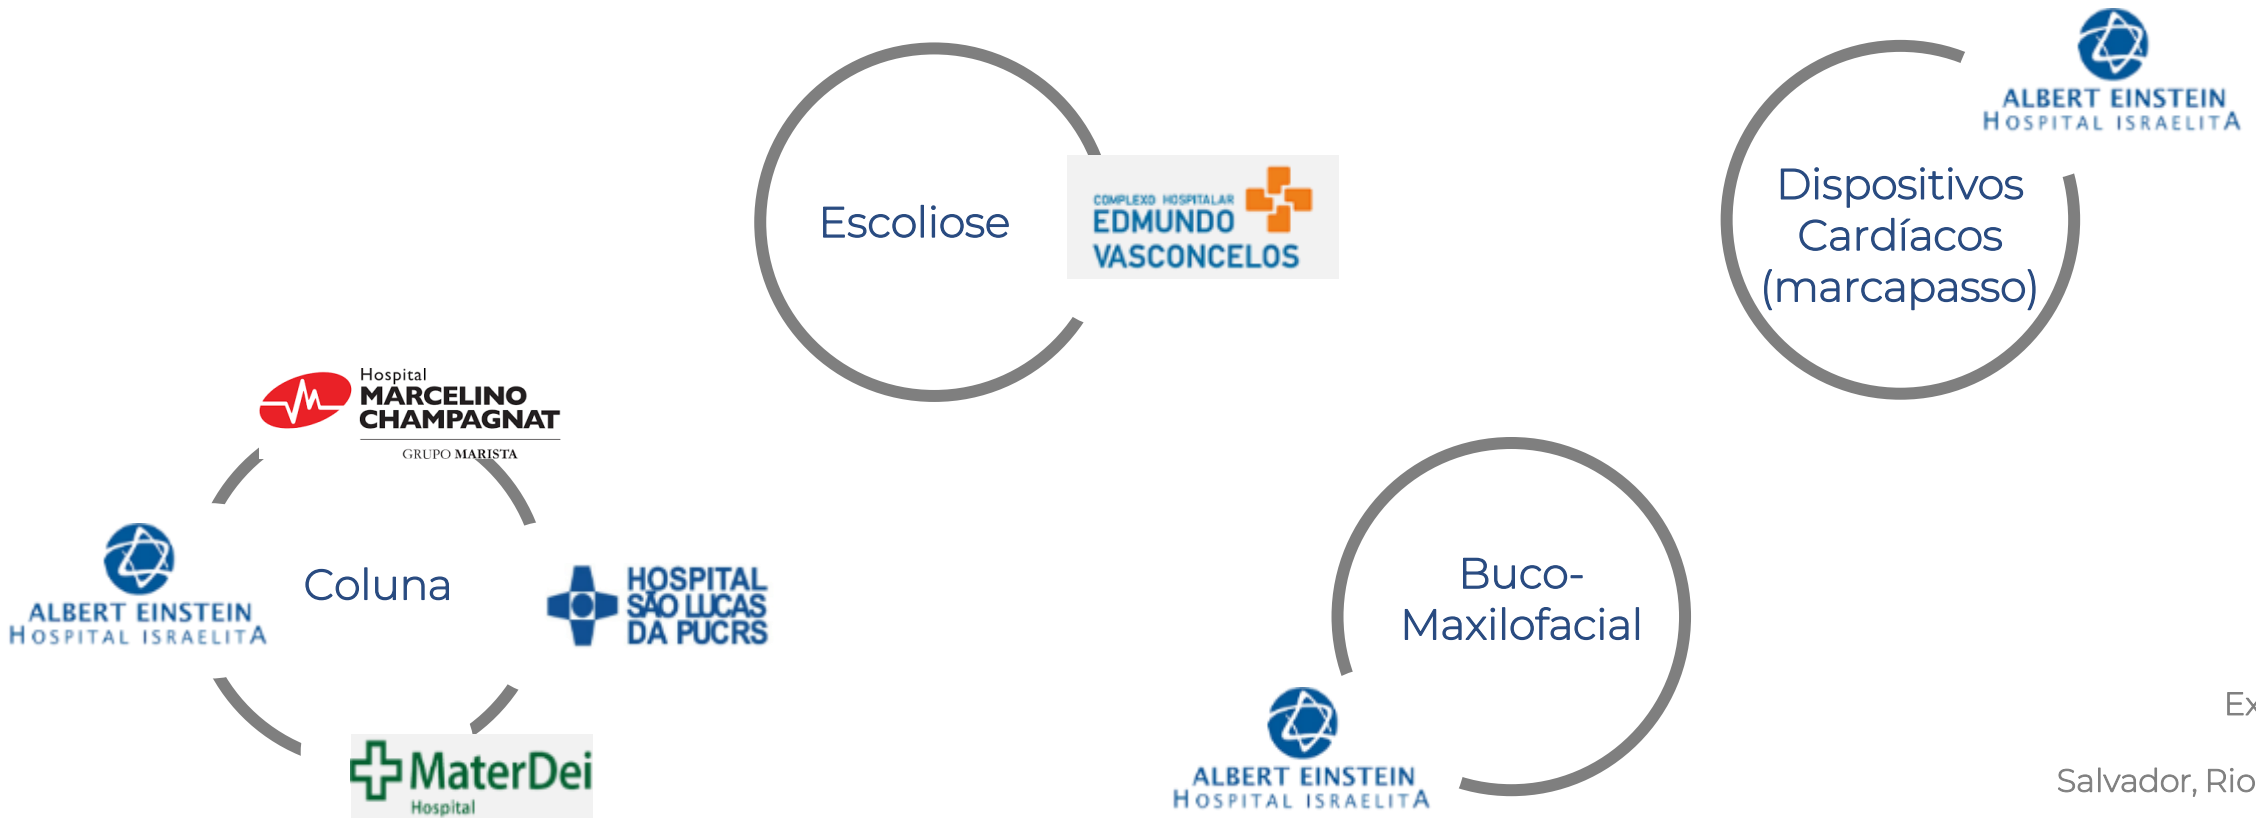 ALBERT EINSTEIN
HOSPITAL ISRAELITA
Dispositivos
Cardíacos
(marcapasso)
Escoliose
COMPLEXO HOSPITALAR
EDMUNDO
VASCONCELOS
Hospital
MARCELINO
CHAMPAGNAT
GRUPO MARISTA
ALBERT EINSTEIN
HOSPITAL ISRAELITA
Coluna
HOSPITAL
SÃO LUCAS
DA PUCRS
MaterDei
Hospital
Buco-
Maxilofacial
ALBERT EINSTEIN
HOSPITAL ISRAELITA
Ex
Salvador, Rio